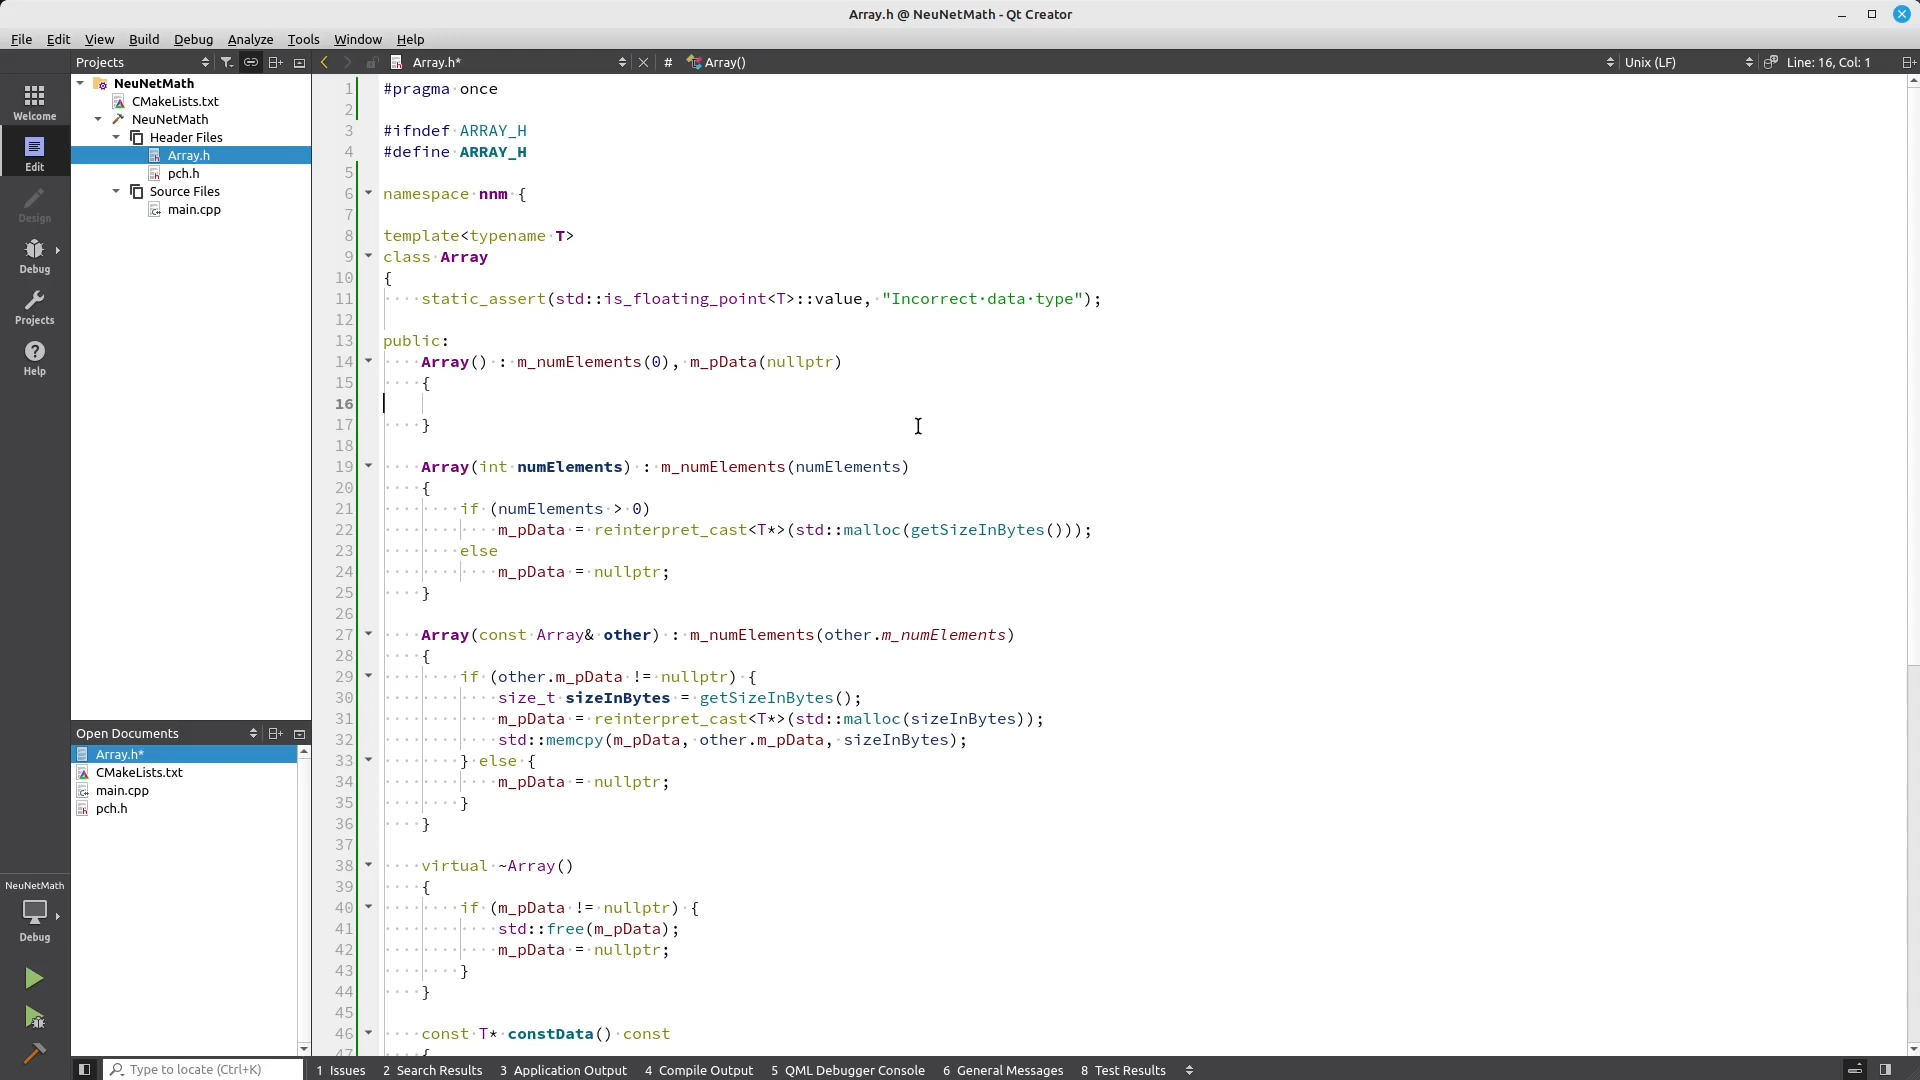 Array.h @ NeuNetMath - Qt Creator
File Edit View Build Debug Analyze Tools Window Help
Projects
Array.h*
# Array()
Unix (LF)
Line: 16, Col: 1
Welcome
Edit
Design
Debug
Projects
Help
NeuNetMath
CMakeLists.txt
NeuNetMath
Header Files
Array.h
pch.h
Source Files
main.cpp
Open Documents
Array.h*
CMakeLists.txt
main.cpp
pch.h
NeuNetMath
Debug
1 #pragma once
2
3 #ifndef ARRAY_H
4 #define ARRAY_H
5
6 namespace nnm {
7
8 template<typename T>
9 class Array
10 {
11 static_assert(std::is_floating_point<T>::value, "Incorrect·data·type");
12
13 public:
14 Array() : m_numElements(0), m_pData(nullptr)
15 {
16
17 }
18
19 Array(int numElements) : m_numElements(numElements)
20 {
21 if (numElements > 0)
22 m_pData = reinterpret_cast<T*>(std::malloc(getSizeInBytes()));
23 else
24 m_pData = nullptr;
25 }
26
27 Array(const Array& other) : m_numElements(other.m_numElements)
28 {
29 if (other.m_pData != nullptr) {
30 size_t sizeInBytes = getSizeInBytes();
31 m_pData = reinterpret_cast<T*>(std::malloc(sizeInBytes));
32 std::memcpy(m_pData, other.m_pData, sizeInBytes);
33 } else {
34 m_pData = nullptr;
35 }
36 }
37
38 virtual ~Array()
39 {
40 if (m_pData != nullptr) {
41 std::free(m_pData);
42 m_pData = nullptr;
43 }
44 }
45
46 const T* constData() const
47 {
Type to locate (Ctrl+K)
1 Issues 2 Search Results 3 Application Output 4 Compile Output 5 QML Debugger Console 6 General Messages 8 Test Results